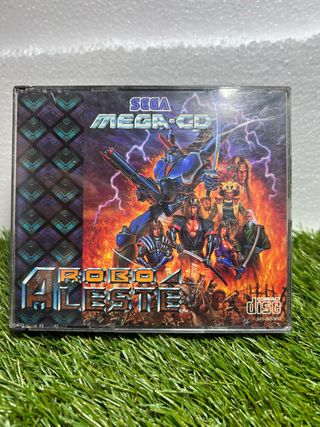 SEGA
MEGA-CD
ROBO
ALESTE
COMPACT
disc